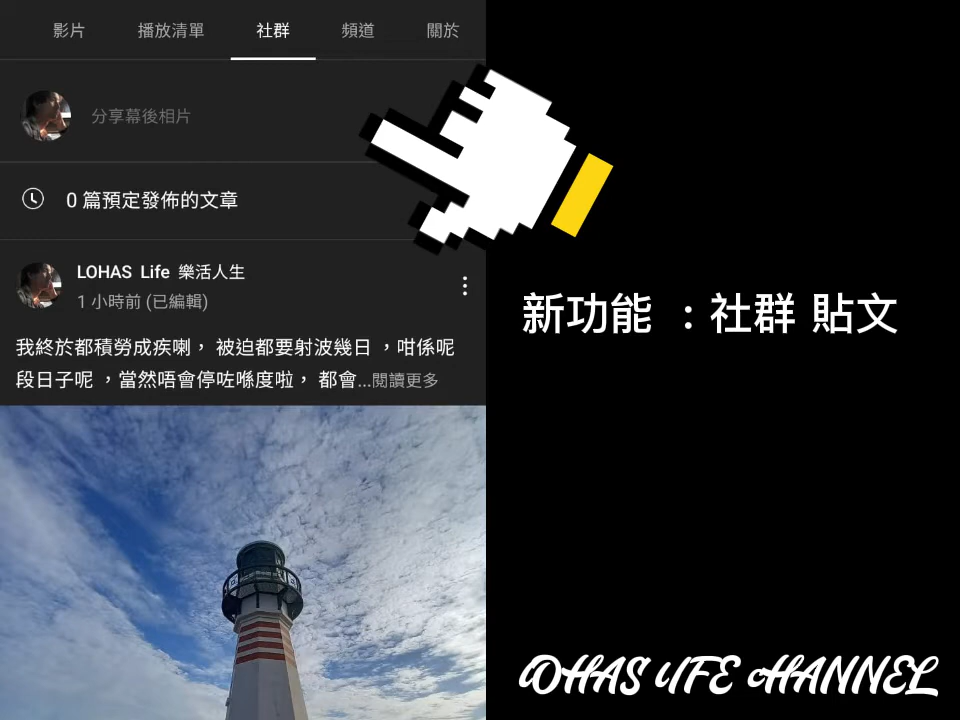 影片 播放清單 社群 頻道 關於
分享幕後相片
0 篇預定發佈的文章
LOHAS Life 樂活人生
1 小時前 (已編輯)
我終於都積勞成疾喇， 被迫都要射波幾日 ，咁係呢
段日子呢 ，當然唔會停咗喺度啦， 都會...閱讀更多
新功能 ：社群 貼文
LOHAS LIFE CHANNEL